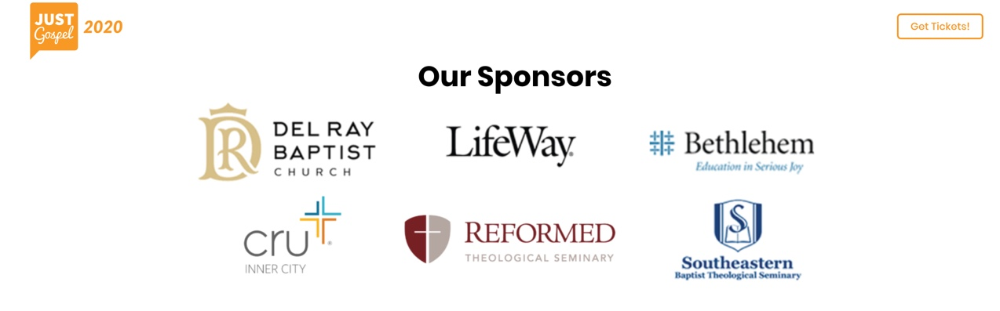 JUST
Gospel
2020
Get Tickets!
Our Sponsors
DR
DEL RAY
BAPTIST
CHURCH
LifeWay®
Bethlehem
Education in Serious Joy
cru®
INNER CITY
REFORMED
THEOLOGICAL SEMINARY
S
Southeastern
Baptist Theological Seminary